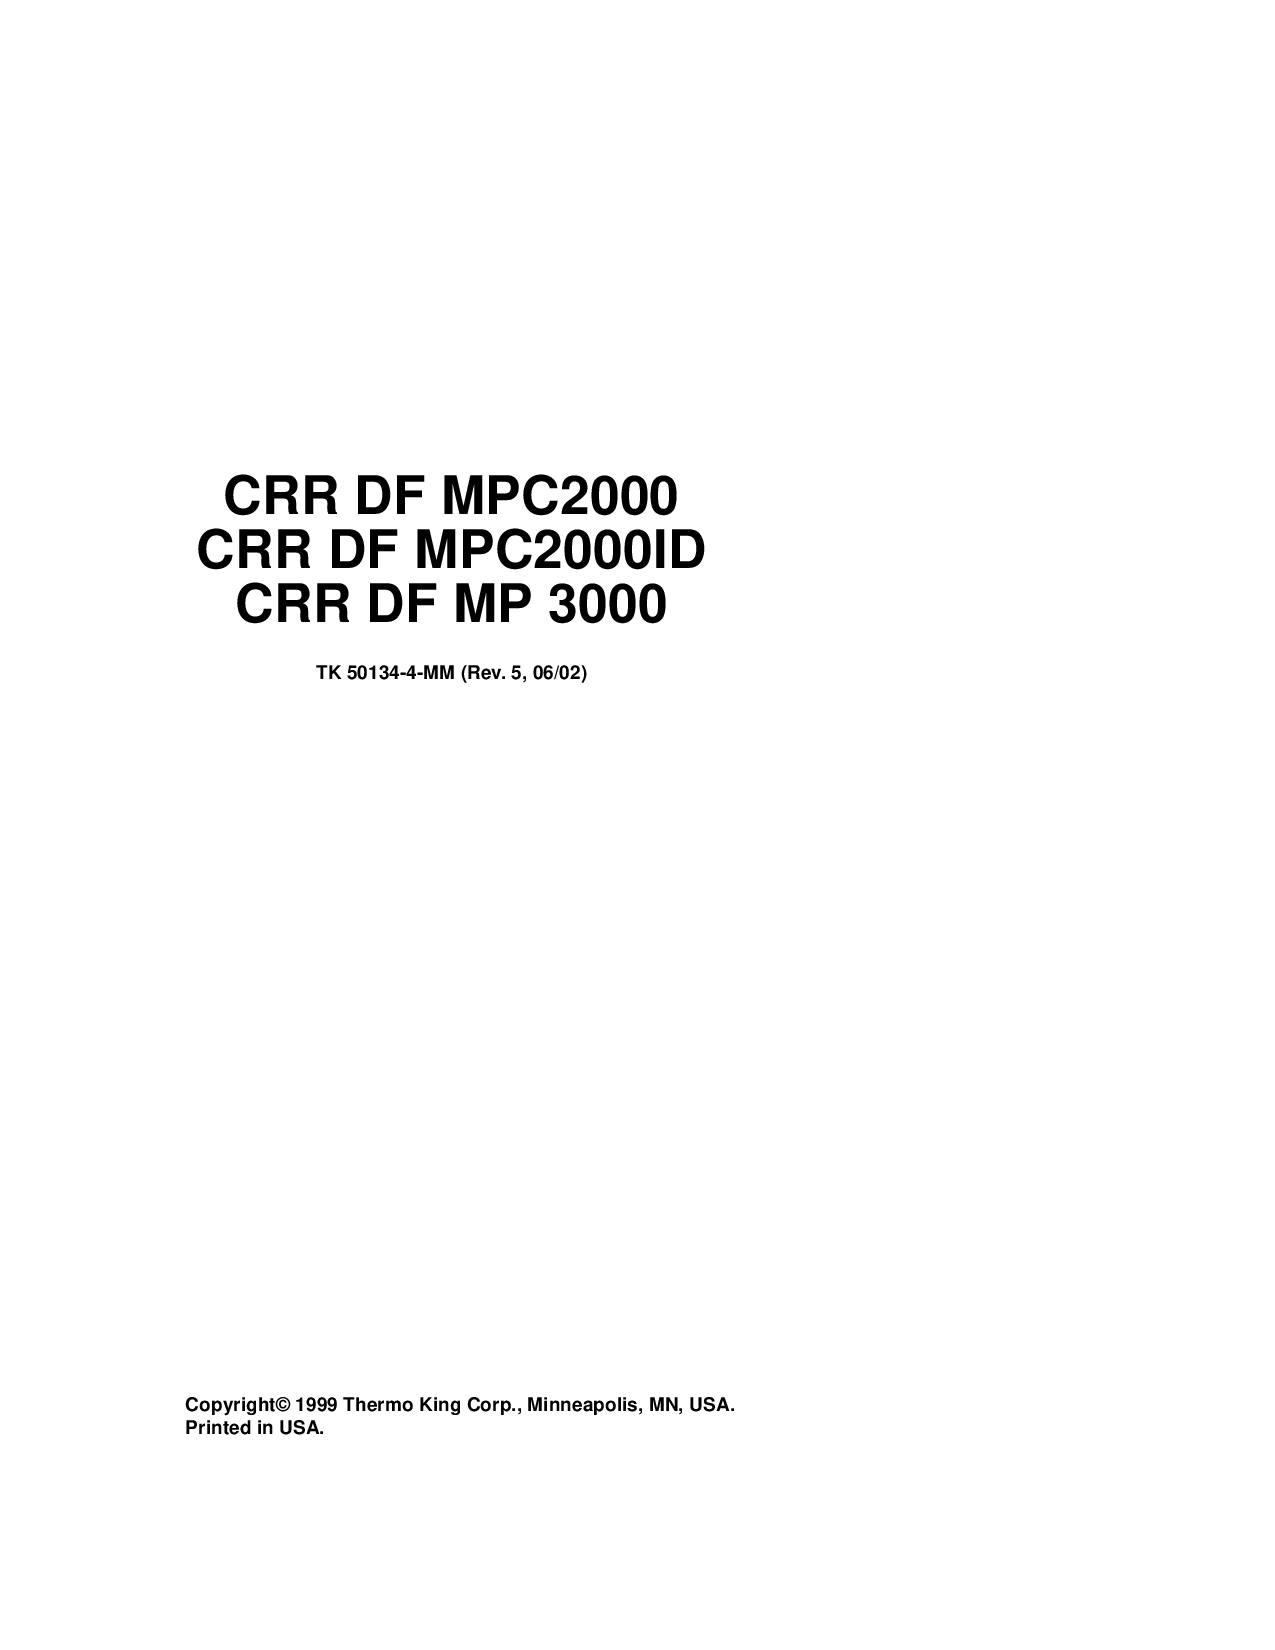 CRR DF MPC2000
CRR DF MPC2000ID
CRR DF MP 3000
TK 50134-4-MM (Rev. 5, 06/02)
Copyright© 1999 Thermo King Corp., Minneapolis, MN, USA.
Printed in USA.